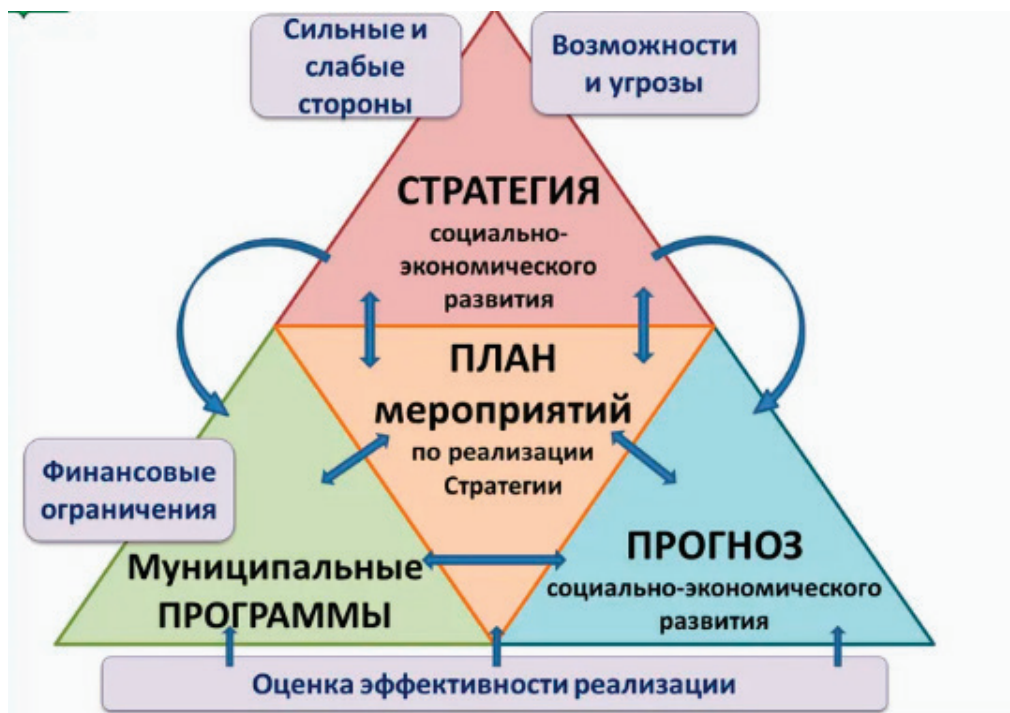 Сильные и
слабые
стороны
Возможности
и угрозы
СТРАТЕГИЯ
социально-
экономического
развития
ПЛАН
мероприятий
по реализации
Стратегии
Финансовые
ограничения
Муниципальные
ПРОГРАММЫ
ПРОГНОЗ
социально-экономического
развития
Оценка эффективности реализации